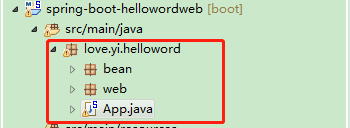 spring-boot-hellowordweb [boot]
src/main/java
love.yi.helloword
bean
web
App.java
src/main/resources